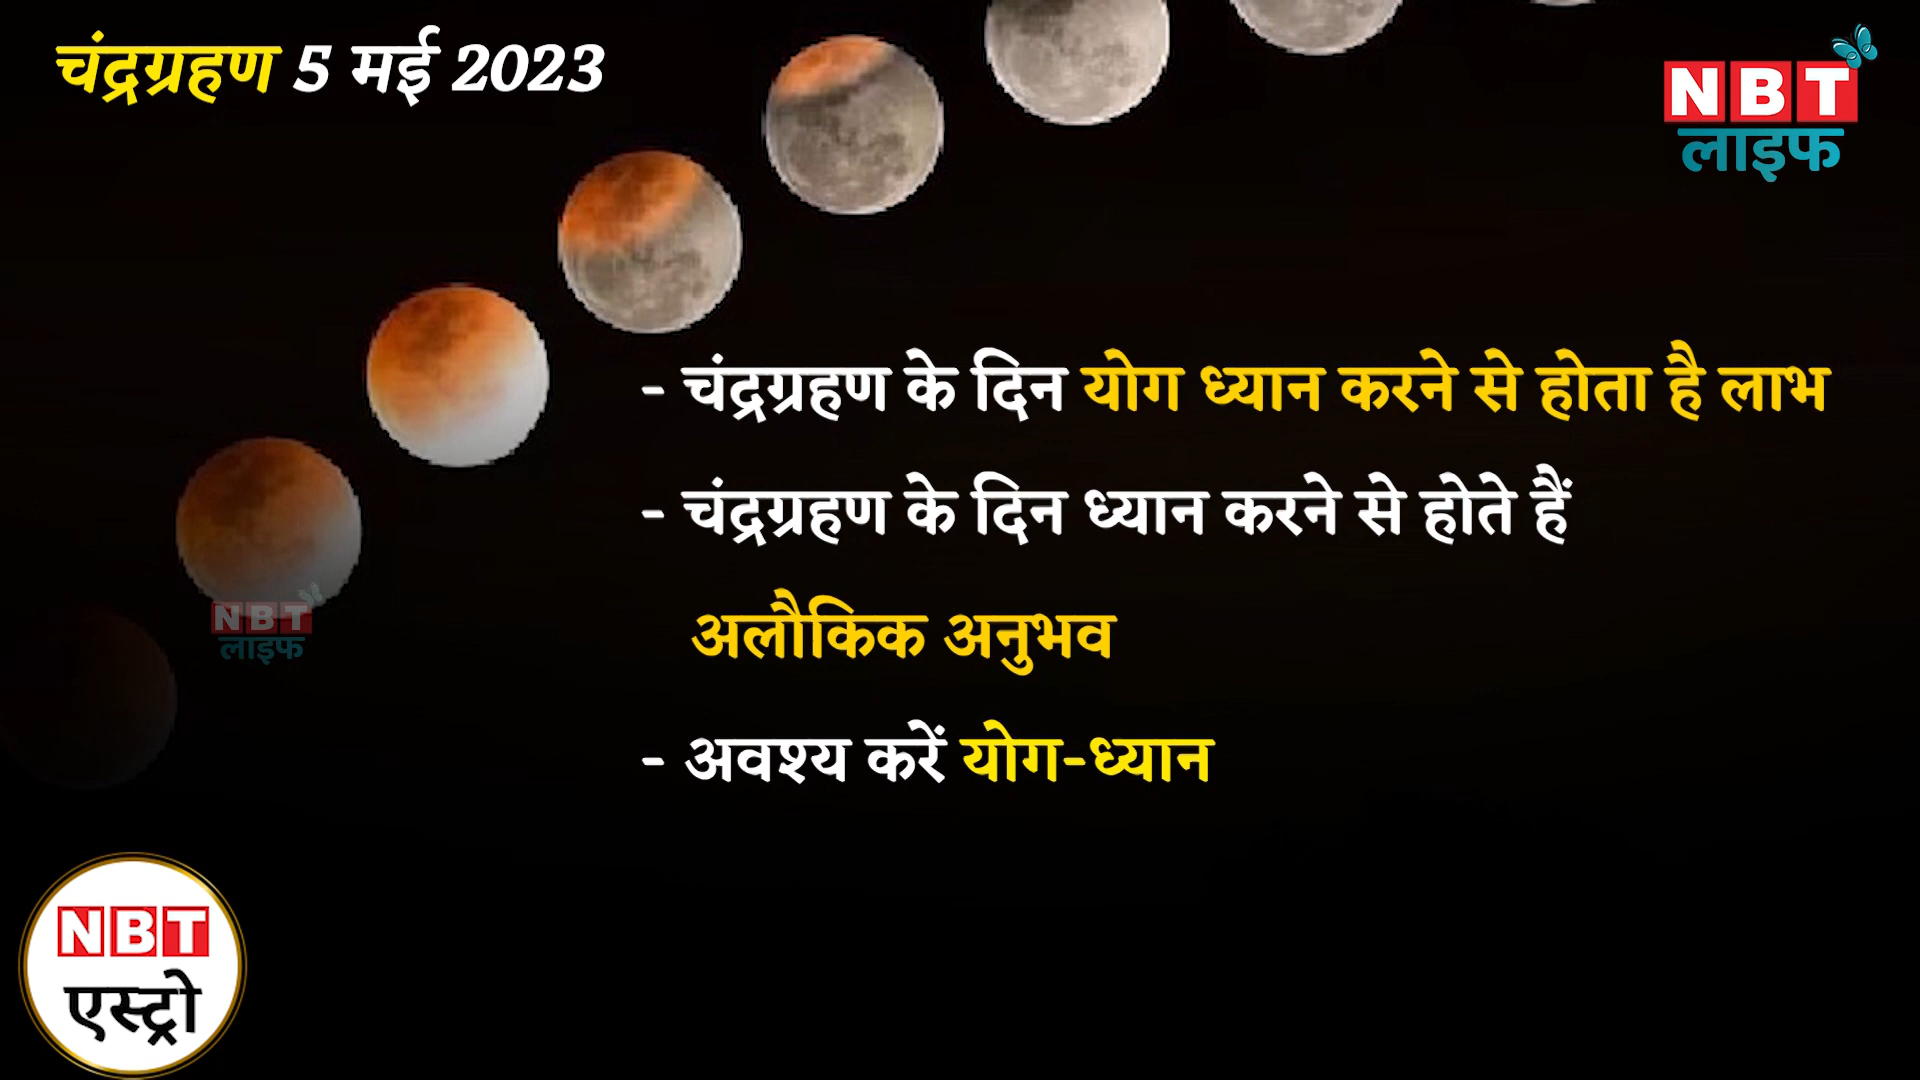 चंद्रग्रहण 5 मई 2023
NBT
लाइफ
- चंद्रग्रहण के दिन योग ध्यान करने से होता है लाभ
- चंद्रग्रहण के दिन ध्यान करने से होते हैं
अलौकिक अनुभव
- अवश्य करें योग-ध्यान
NBT
लाइफ
NBT
एस्ट्रो